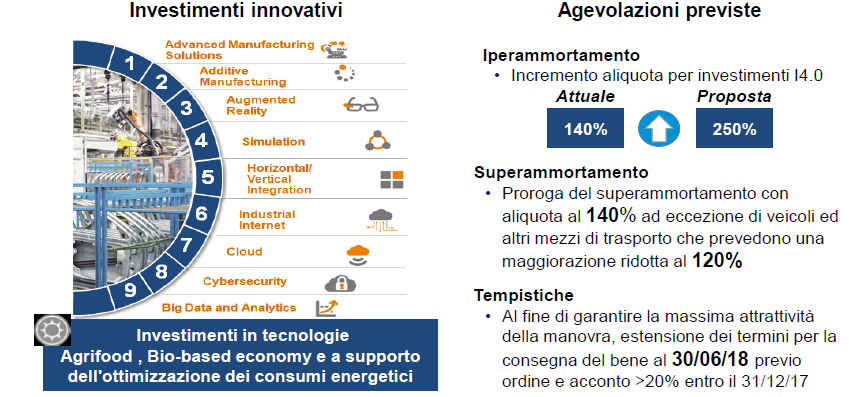 Investimenti innovativi
1
Advanced Manufacturing
Solutions
2
Additive
Manufacturing
3
Augmented
Reality
4
Simulation
5
Horizontal/
Vertical
Integration
6
Industrial
Internet
7
Cloud
8
Cybersecurity
9
Big Data and Analytics
Investimenti in tecnologie
Agrifood , Bio-based economy e a supporto
dell'ottimizzazione dei consumi energetici
Agevolazioni previste
Iperammortamento
• Incremento aliquota per investimenti I4.0
Attuale
Proposta
140%
250%
Superammortamento
• Proroga del superammortamento con
aliquota al 140% ad eccezione di veicoli ed
altri mezzi di trasporto che prevedono una
maggiorazione ridotta al 120%
Tempistiche
• Al fine di garantire la massima attrattività
della manovra, estensione dei termini per la
consegna del bene al 30/06/18 previo
ordine e acconto >20% entro il 31/12/17